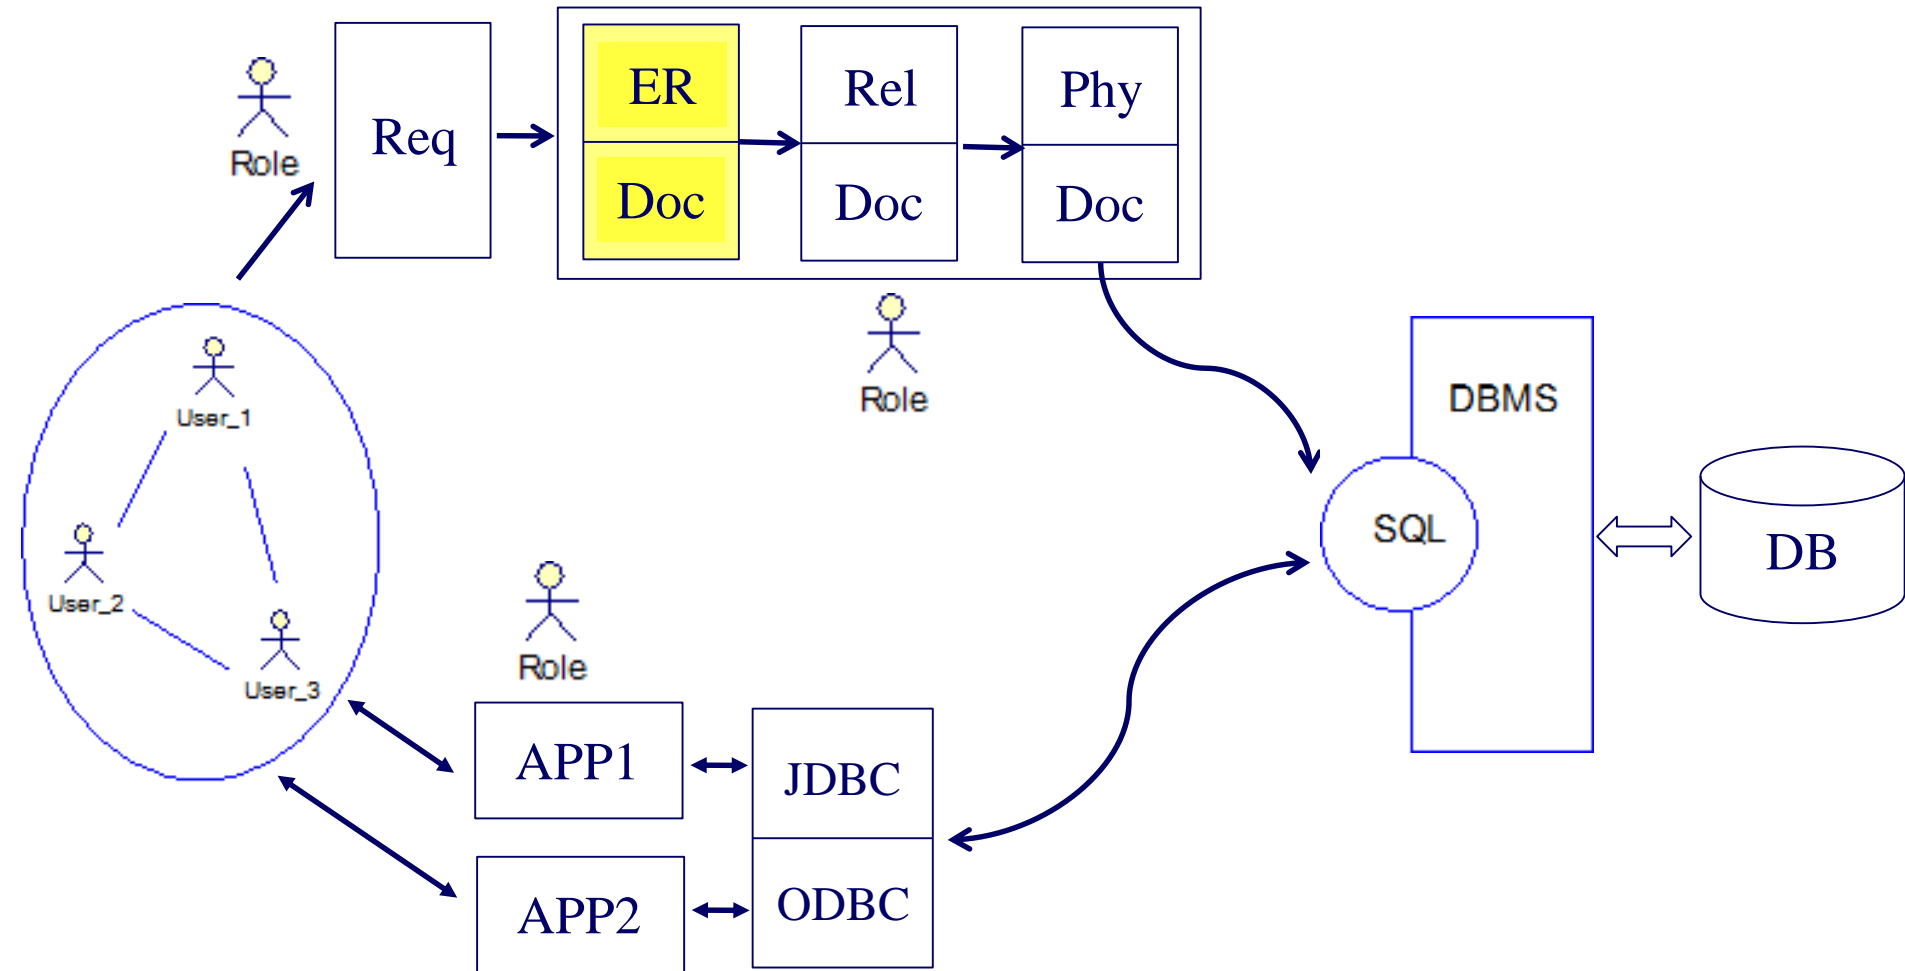 Role
Req
ER
Doc
Rel
Doc
Phy
Doc
Role
User_1
User_2
User_3
Role
APP1
APP2
JDBC
ODBC
SQL
DBMS
DB